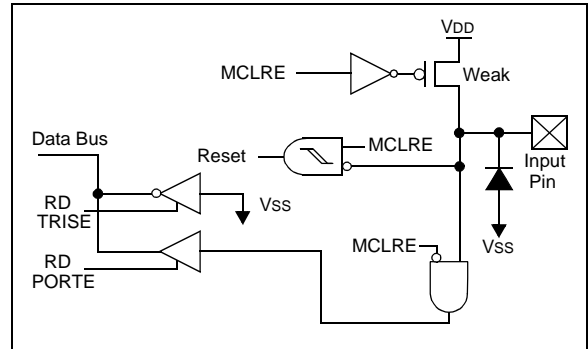 VDD
MCLRE
Weak
Data Bus
MCLRE
Reset
Input
Pin
RD
TRISE
VSS
VSS
MCLRE
RD
PORTE